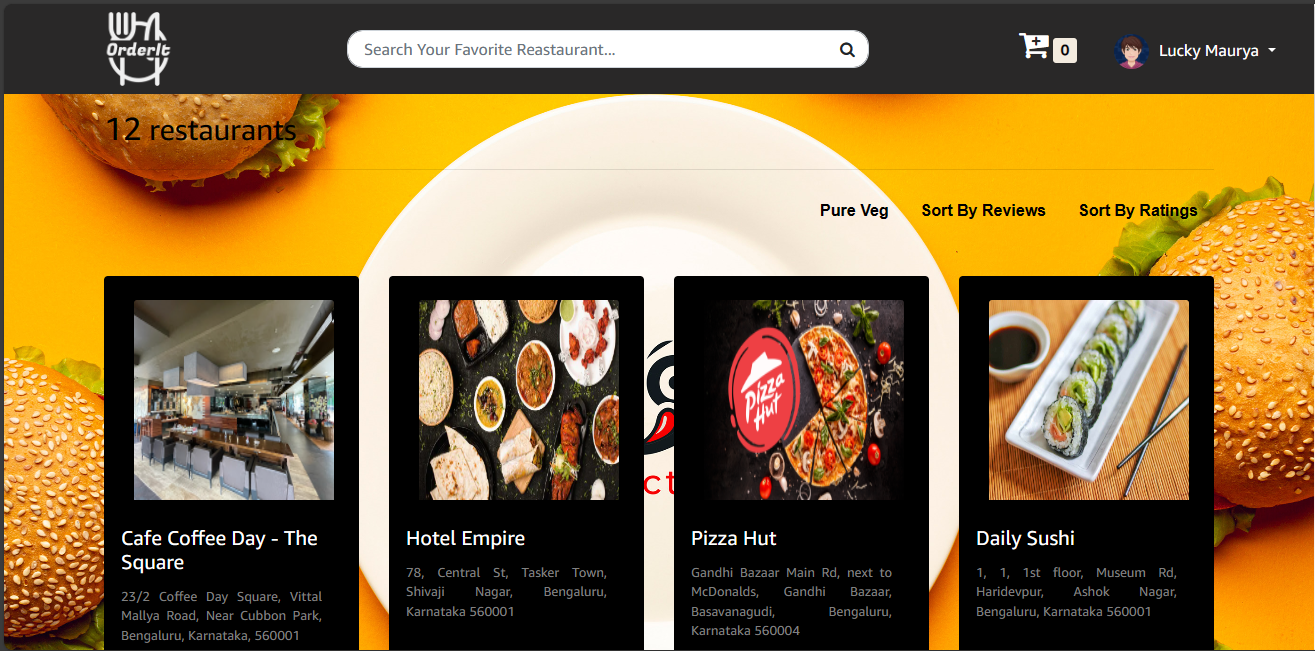 OrderIt
Search Your Favorite Reastaurant...
0
Lucky Maurya
12 restaurants
Pure Veg
Sort By Reviews
Sort By Ratings
Pizza
Hut
ct
Cafe Coffee Day - The
Square
23/2 Coffee Day Square, Vittal
Mallya Road, Near Cubbon Park,
Bengaluru, Karnataka, 560001
Hotel Empire
78, Central St, Tasker Town,
Shivaji Nagar, Bengaluru,
Karnataka 560001
Pizza Hut
Gandhi Bazaar Main Rd, next to
McDonalds, Gandhi Bazaar,
Basavanagudi, Bengaluru,
Karnataka 560004
Daily Sushi
1, 1, 1st floor, Museum Rd,
Haridevpur, Ashok Nagar,
Bengaluru, Karnataka 560001